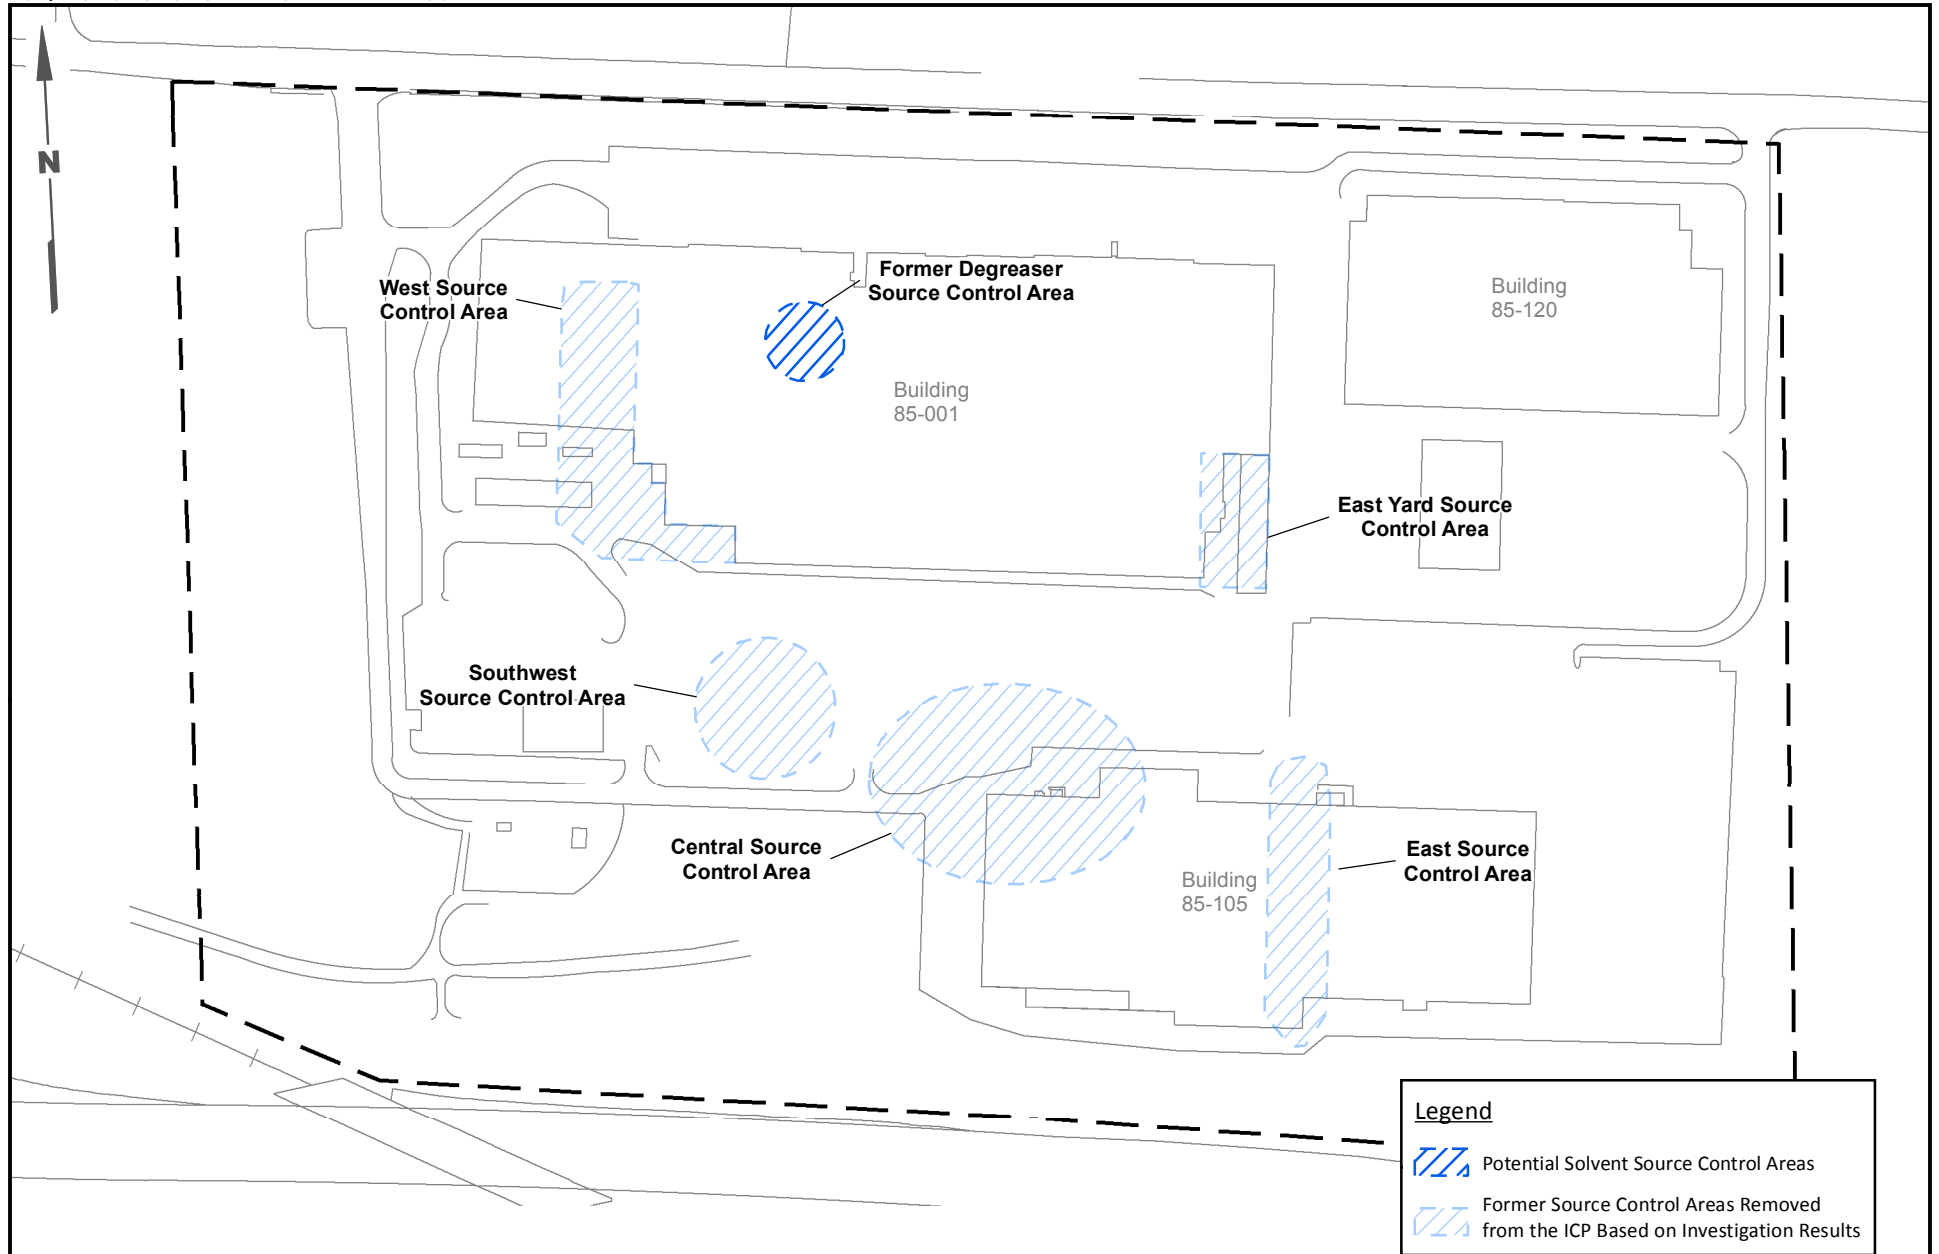 N
West Source
Control Area
Former Degreaser
Source Control Area
Building
85-120
Building
85-001
East Yard Source
Control Area
Southwest
Source Control Area
Central Source
Control Area
East Source
Control Area
Building
85-105
Legend
Potential Solvent Source Control Areas
Former Source Control Areas Removed
from the ICP Based on Investigation Results